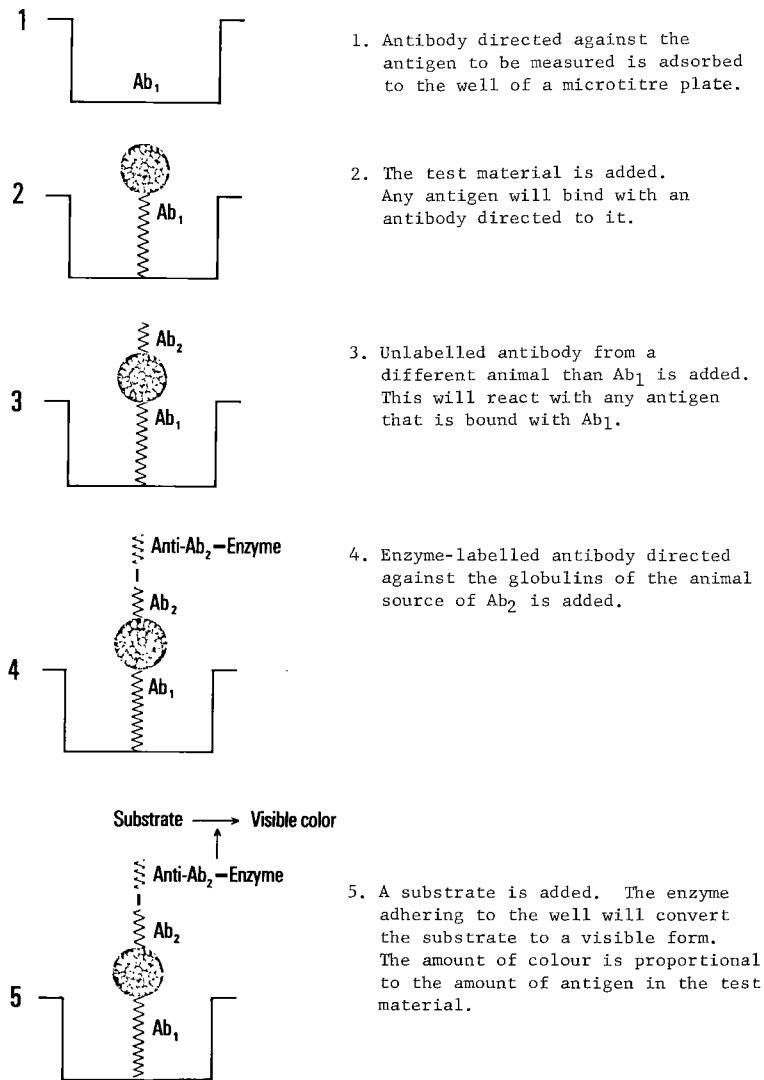 1
Ab₁
1. Antibody directed against the
antigen to be measured is adsorbed
to the well of a microtitre plate.
2
Ab₁
2. The test material is added.
Any antigen will bind with an
antibody directed to it.
3
Ab₂
Ab₁
3. Unlabelled antibody from a
different animal than Ab₁ is added.
This will react with any antigen
that is bound with Ab₁.
4
Anti-Ab₂–Enzyme
Ab₂
Ab₁
4. Enzyme-labelled antibody directed
against the globulins of the animal
source of Ab₂ is added.
5
Substrate ⟶ Visible color
Anti-Ab₂–Enzyme
Ab₂
Ab₁
5. A substrate is added. The enzyme
adhering to the well will convert
the substrate to a visible form.
The amount of colour is proportional
to the amount of antigen in the test
material.